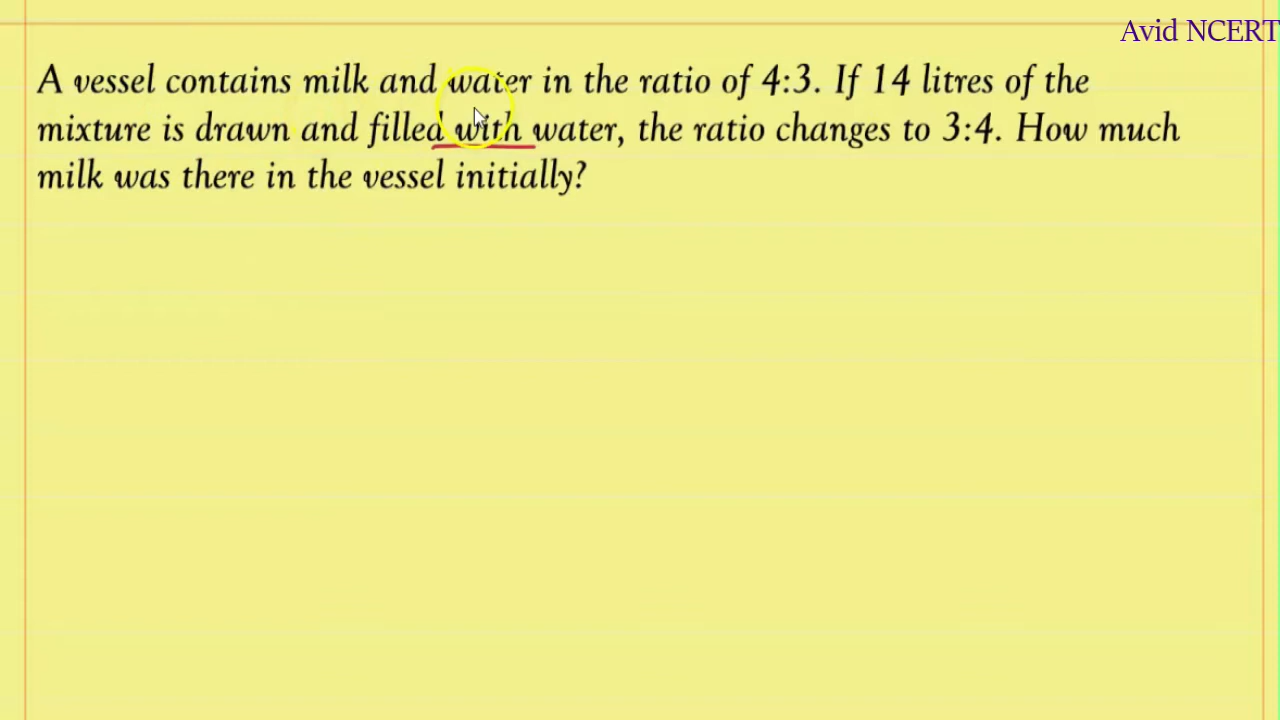 Avid NCERT
A vessel contains milk and water in the ratio of 4:3. If 14 litres of the
mixture is drawn and filled with water, the ratio changes to 3:4. How much
milk was there in the vessel initially?